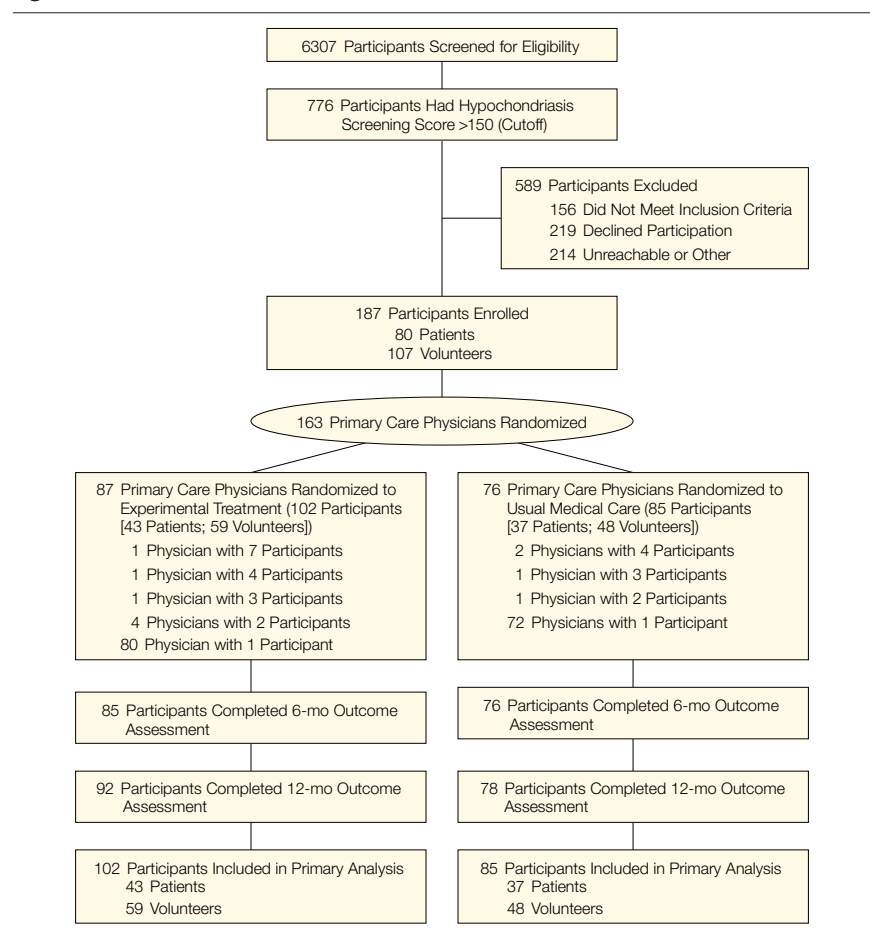 6307 Participants Screened for Eligibility
776 Participants Had Hypochondriasis
Screening Score >150 (Cutoff)
589 Participants Excluded
156 Did Not Meet Inclusion Criteria
219 Declined Participation
214 Unreachable or Other
187 Participants Enrolled
80 Patients
107 Volunteers
163 Primary Care Physicians Randomized
87 Primary Care Physicians Randomized to
Experimental Treatment (102 Participants
[43 Patients; 59 Volunteers])
1 Physician with 7 Participants
1 Physician with 4 Participants
1 Physician with 3 Participants
4 Physicians with 2 Participants
80 Physician with 1 Participant
76 Primary Care Physicians Randomized to
Usual Medical Care (85 Participants
[37 Patients; 48 Volunteers])
2 Physicians with 4 Participants
1 Physician with 3 Participants
1 Physician with 2 Participants
72 Physicians with 1 Participant
85 Participants Completed 6-mo Outcome
Assessment
76 Participants Completed 6-mo Outcome
Assessment
92 Participants Completed 12-mo Outcome
Assessment
78 Participants Completed 12-mo Outcome
Assessment
102 Participants Included in Primary Analysis
43 Patients
59 Volunteers
85 Participants Included in Primary Analysis
37 Patients
48 Volunteers